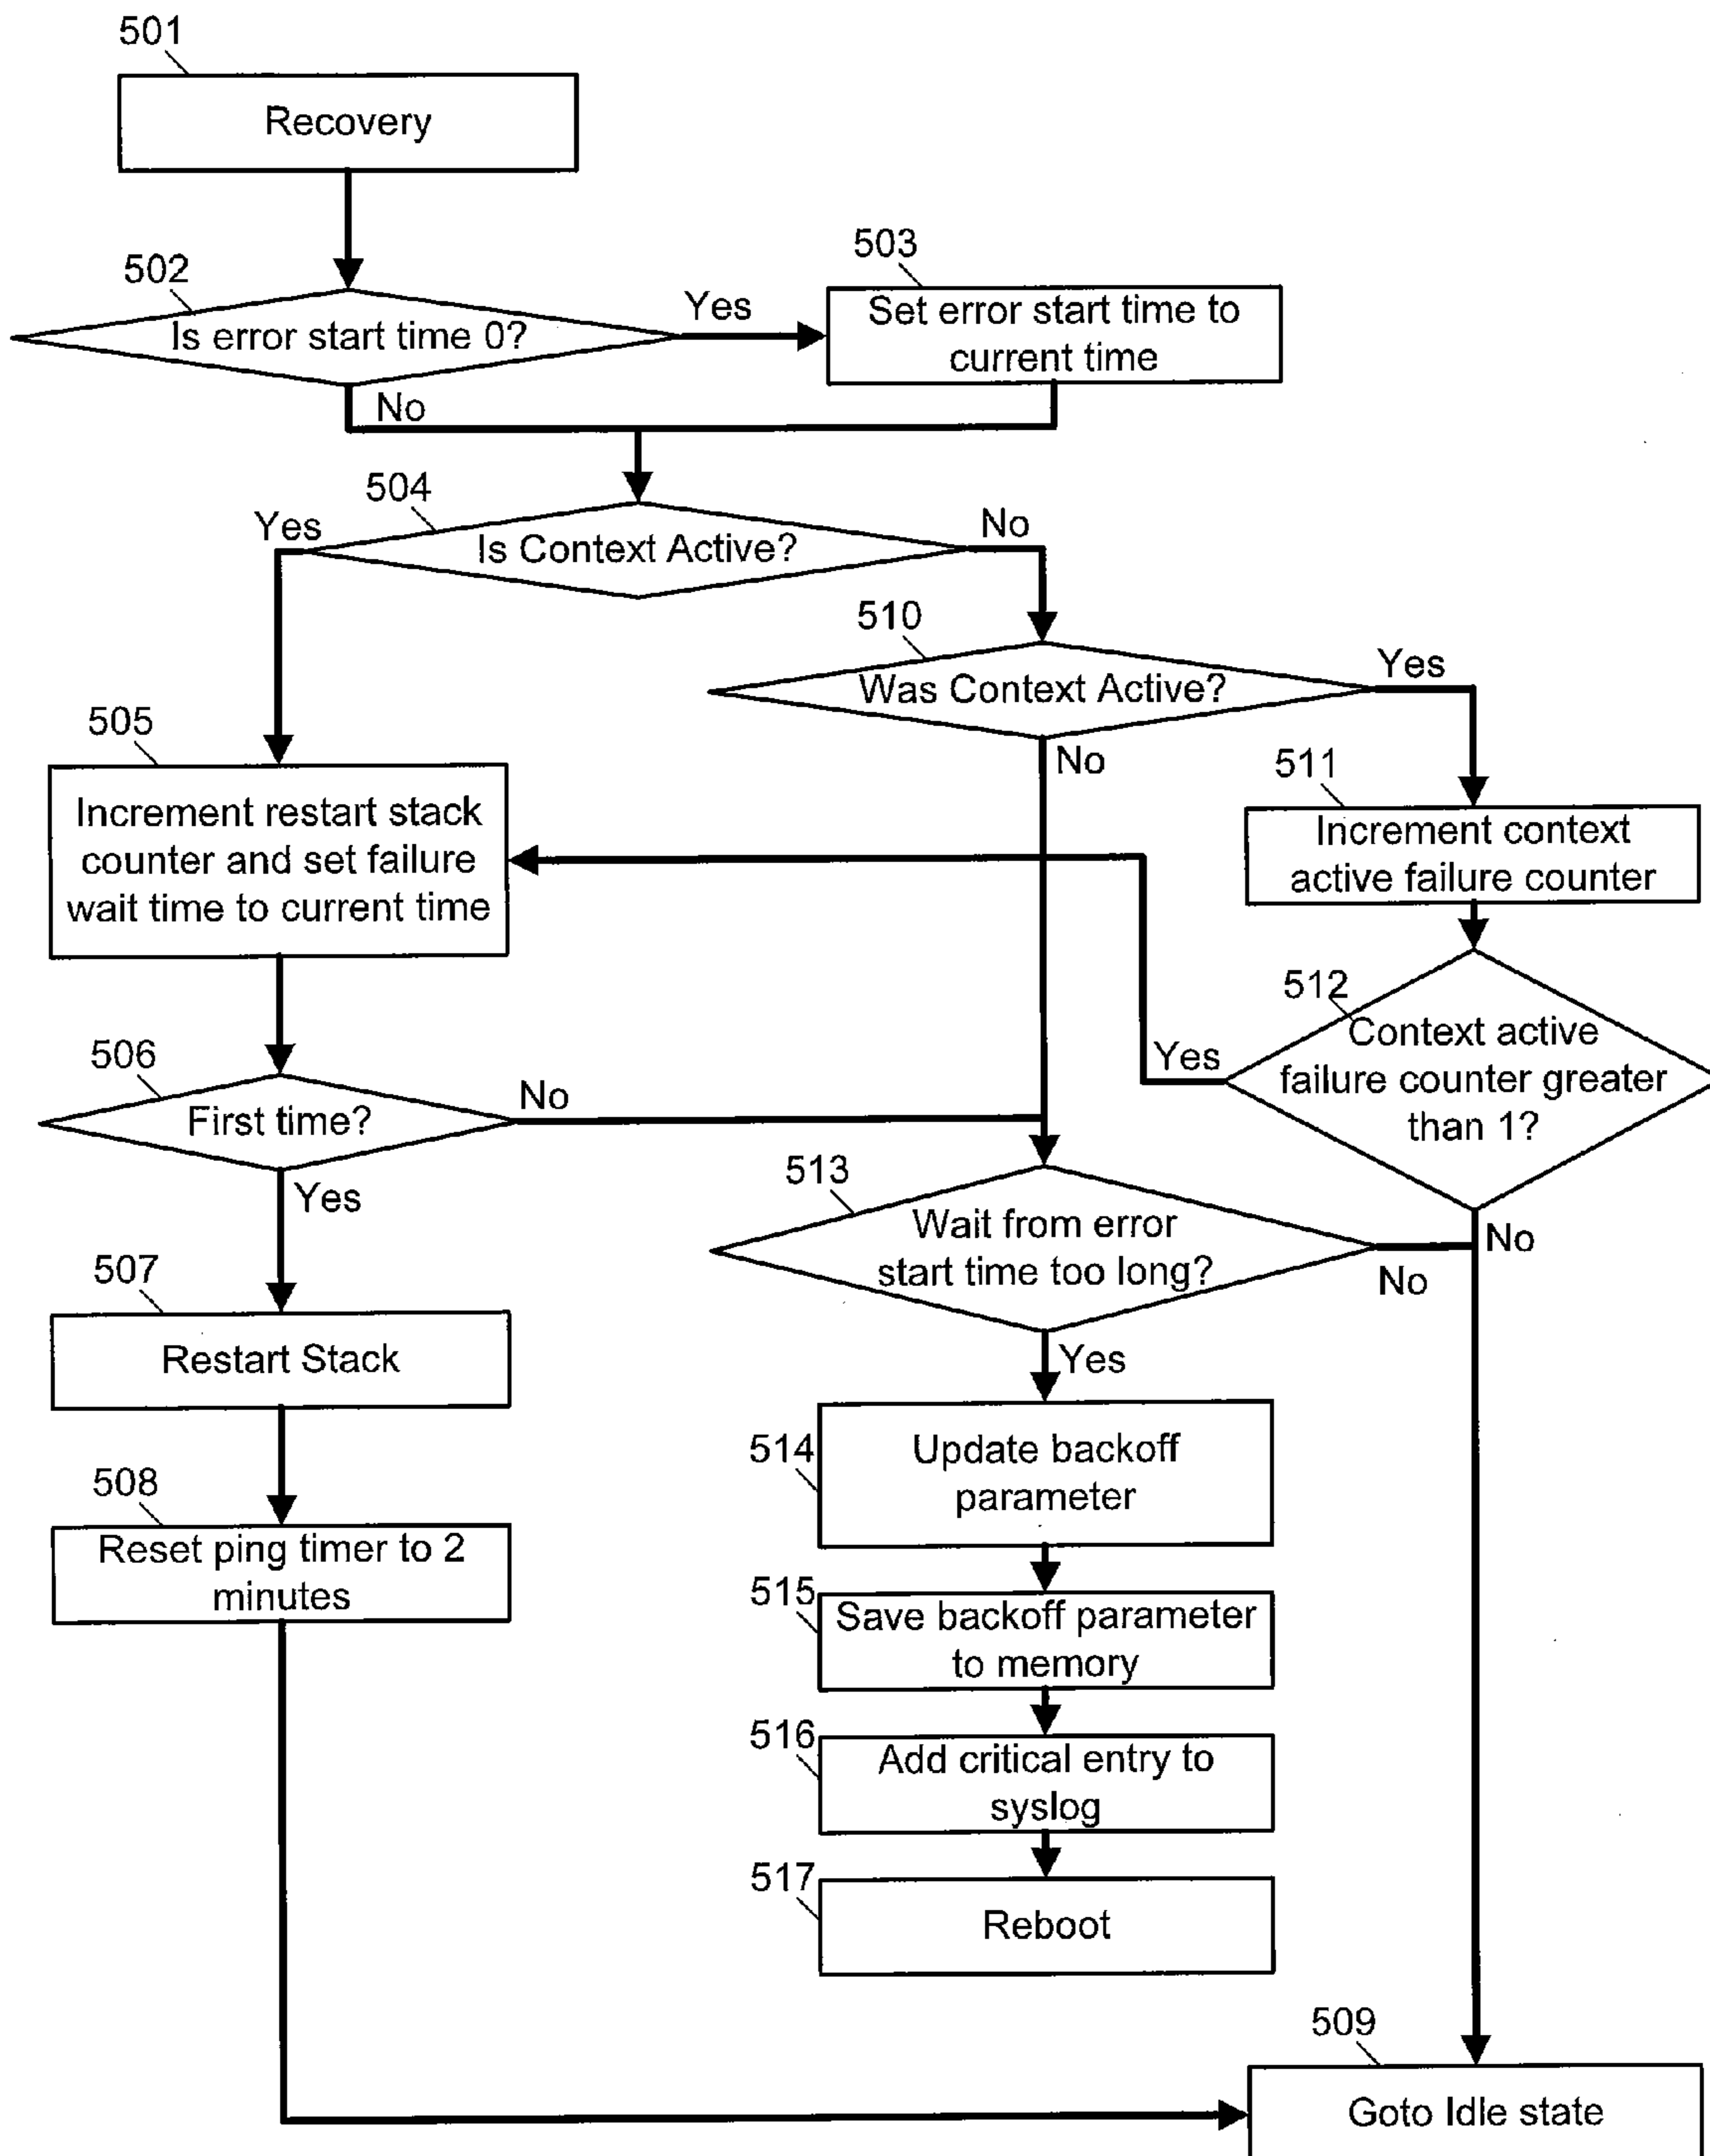 501
Recovery
502
Is error start time 0?
Yes
503
Set error start time to
current time
No
504
Yes
Is Context Active?
No
510
Was Context Active?
Yes
No
505
Increment restart stack
counter and set failure
wait time to current time
511
Increment context
active failure counter
512
Context active
failure counter greater
than 1?
Yes
No
506
First time?
No
Yes
513
Wait from error
start time too long?
No
Yes
507
Restart Stack
508
Reset ping timer to 2
minutes
514
Update backoff
parameter
515
Save backoff parameter
to memory
516
Add critical entry to
syslog
517
Reboot
509
Goto Idle state